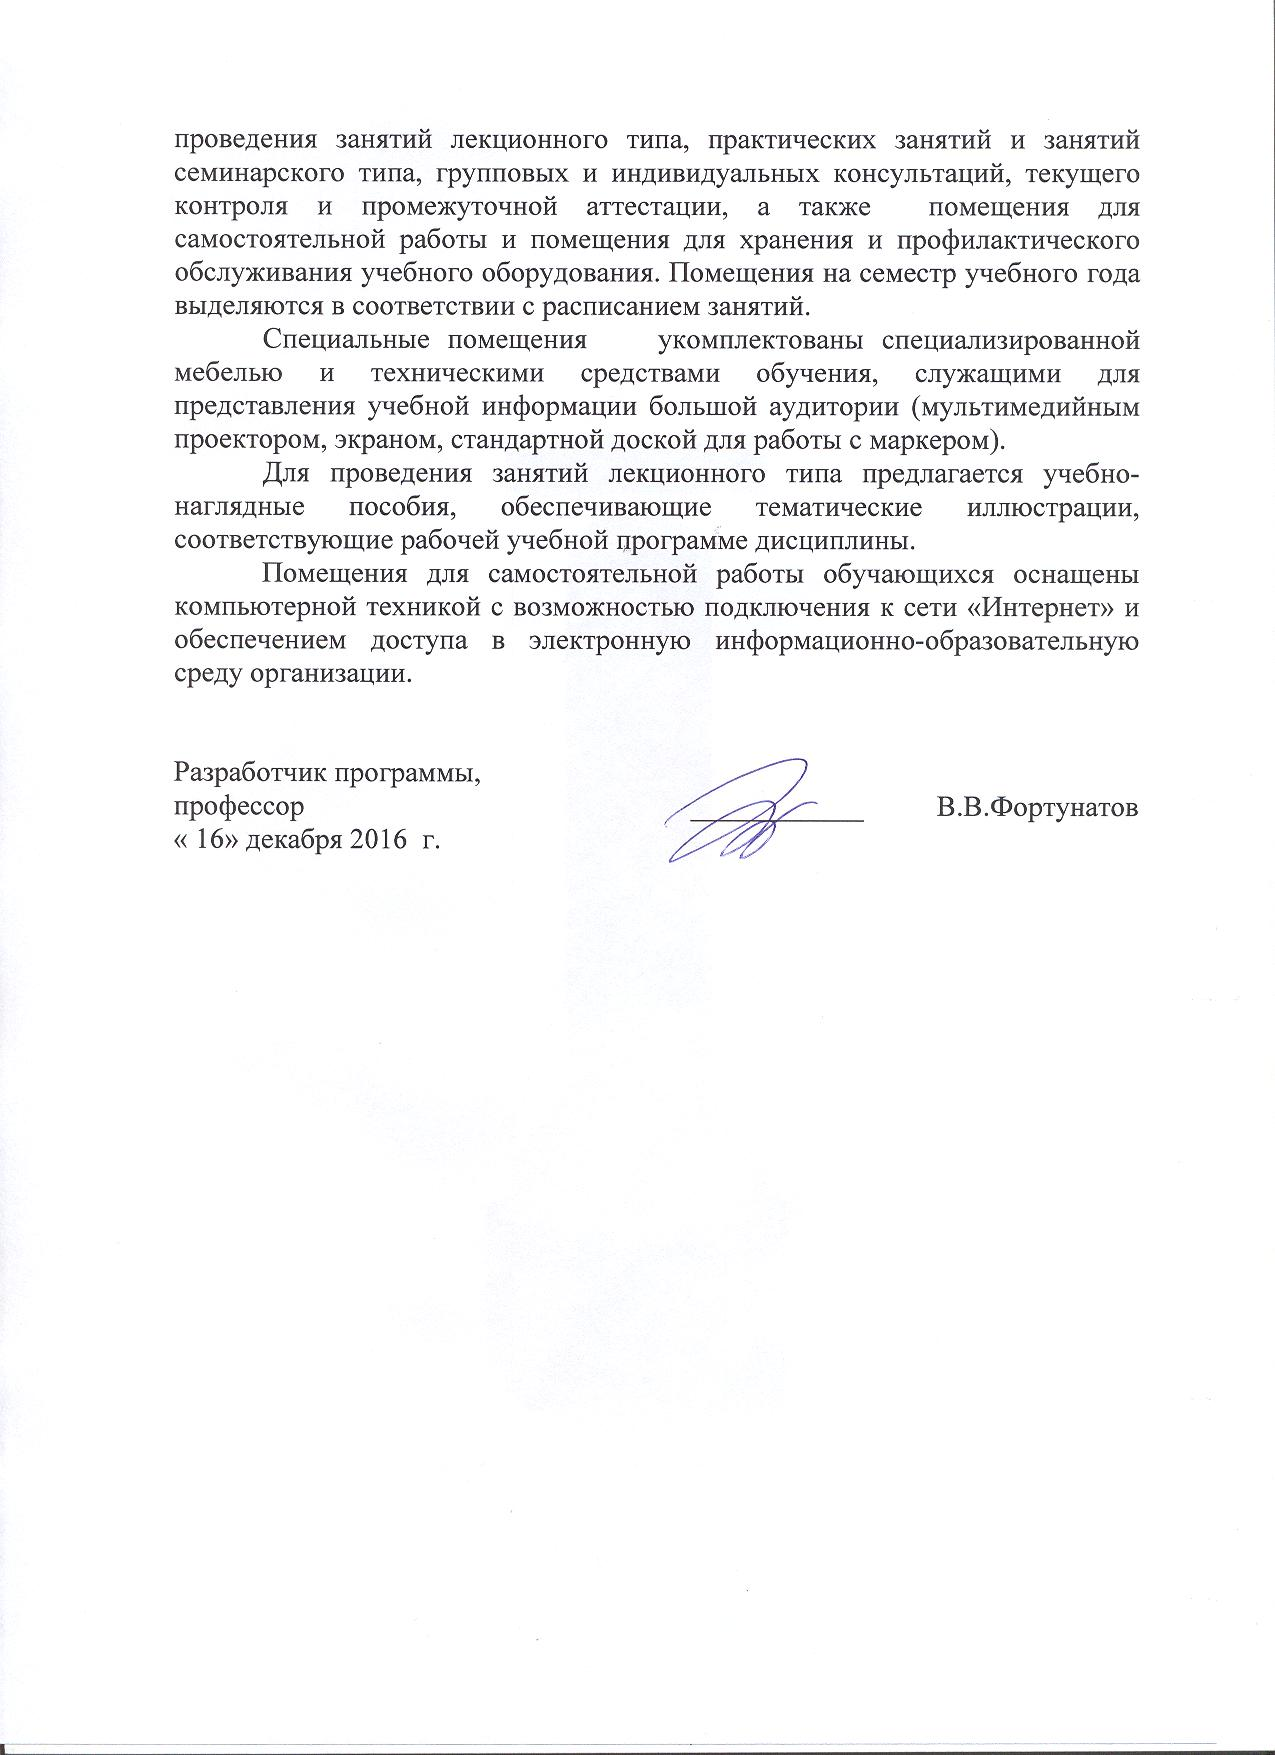 проведения занятий лекционного типа, практических занятий и занятий
семинарского типа, групповых и индивидуальных консультаций, текущего
контроля и промежуточной аттестации, а также помещения для
самостоятельной работы и помещения для хранения и профилактического
обслуживания учебного оборудования. Помещения на семестр учебного года
выделяются в соответствии с расписанием занятий.
Специальные помещения укомплектованы специализированной
мебелью и техническими средствами обучения, служащими для
представления учебной информации большой аудитории (мультимедийным
проектором, экраном, стандартной доской для работы с маркером).
Для проведения занятий лекционного типа предлагается учебно-
наглядные пособия, обеспечивающие тематические иллюстрации,
соответствующие рабочей учебной программе дисциплины.
Помещения для самостоятельной работы обучающихся оснащены
компьютерной техникой с возможностью подключения к сети «Интернет» и
обеспечением доступа в электронную информационно-образовательную
среду организации.
Разработчик программы,
профессор В.В.Фортунатов
« 16» декабря 2016 г.